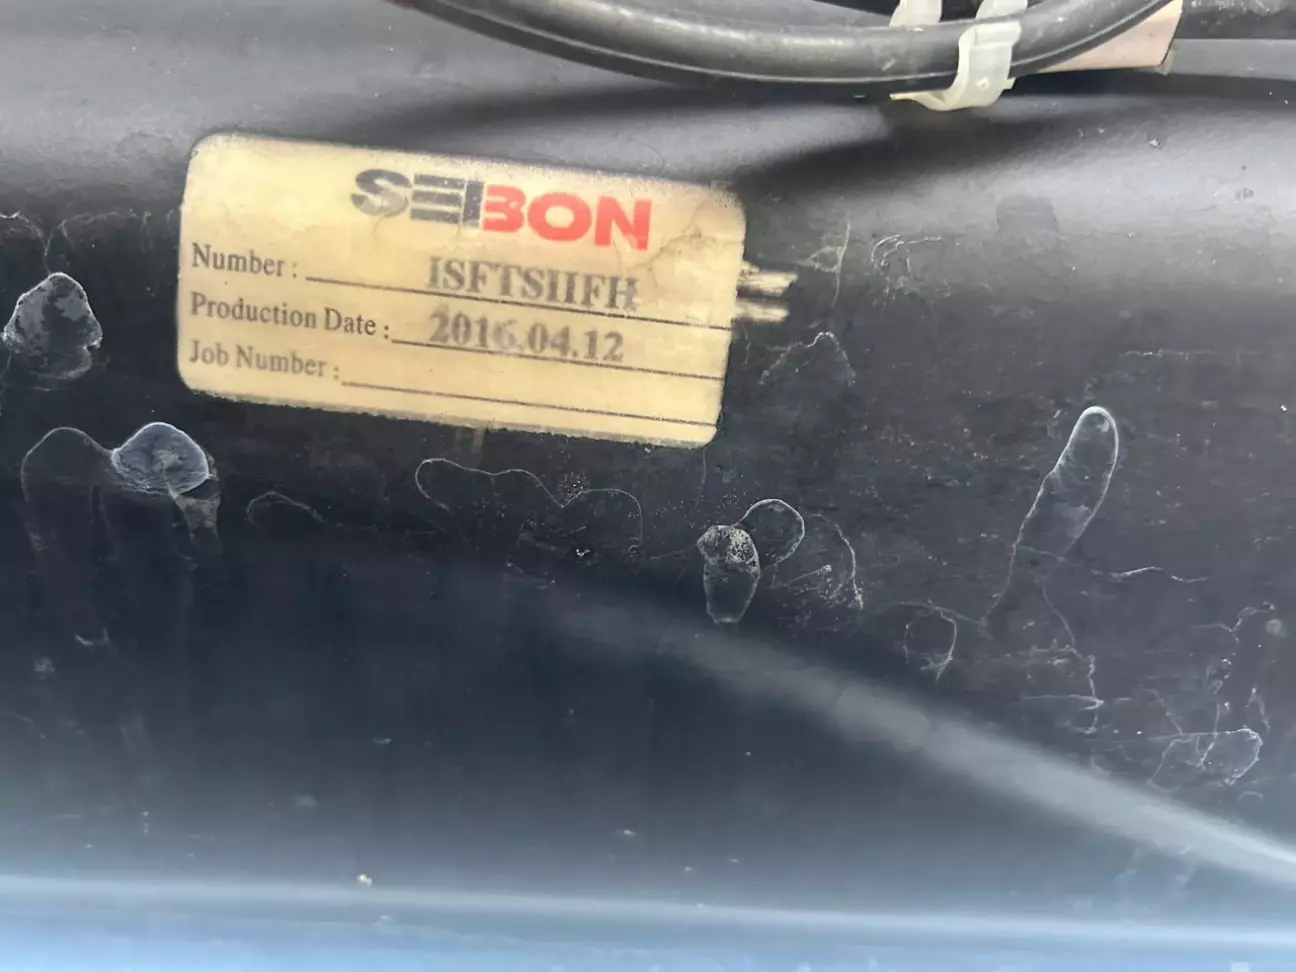 SEIBON
Number : ISFTSIIFH
Production Date : 2016.04.12
Job Number :